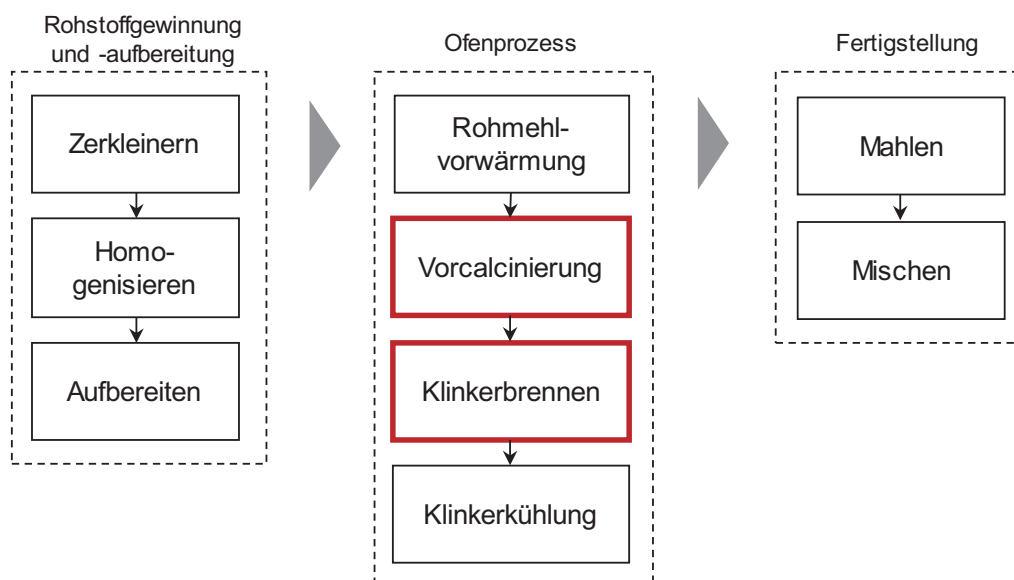 Rohstoffgewinnung
und -aufbereitung
Zerkleinern
Homo-
genisieren
Aufbereiten
Ofenprozess
Rohmehl-
vorwärmung
Vorcalcinierung
Klinkerbrennen
Klinkerkühlung
Fertigstellung
Mahlen
Mischen